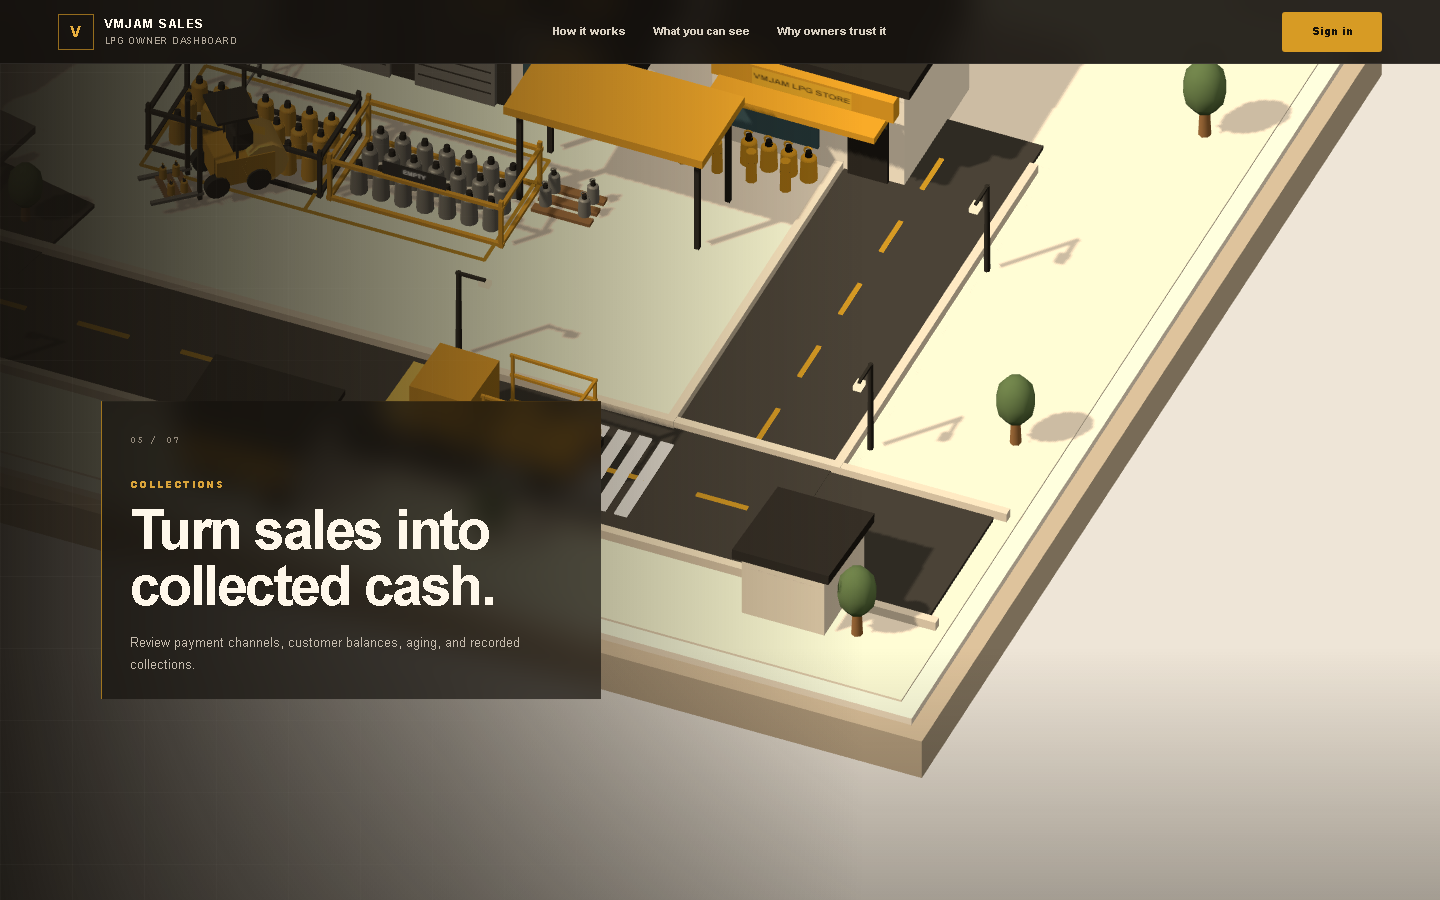 V
VMJAM SALES
LPG OWNER DASHBOARD
How it works
What you can see
Why owners trust it
Sign in
VMJAM LPG STORE
EMPTY
05 / 07
COLLECTIONS
Turn sales into
collected cash.
Review payment channels, customer balances, aging, and recorded
collections.